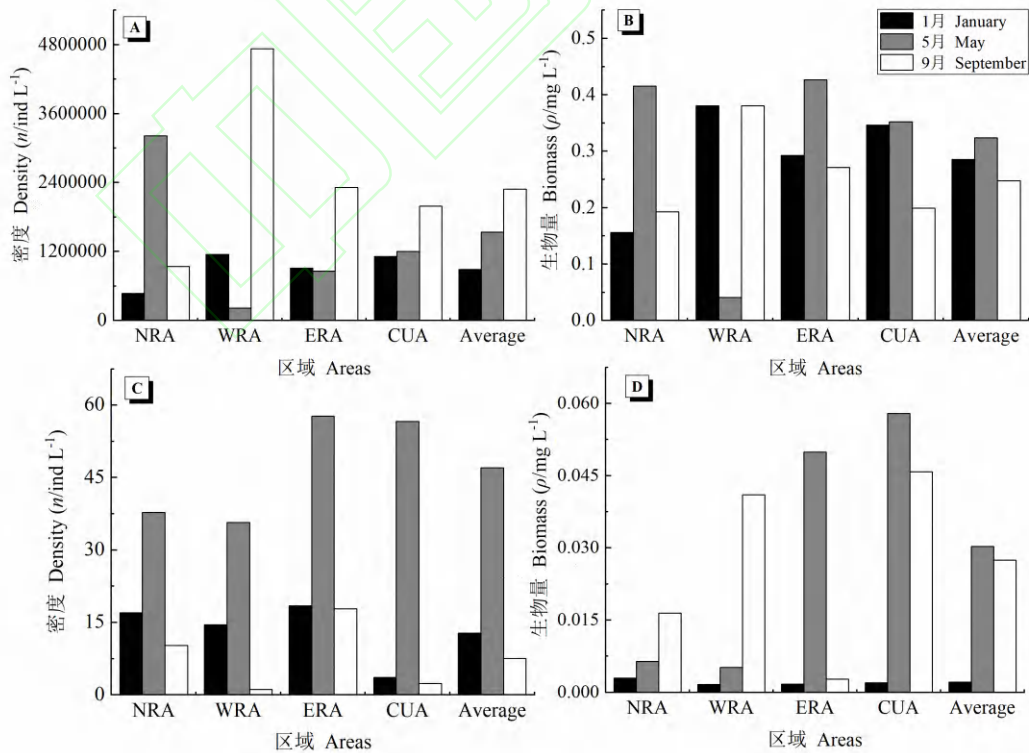 A
密度 Density (n/ind L⁻¹)
4800000
3600000
2400000
1200000
0
NRA WRA ERA CUA Average
区域 Areas
B
1月 January
5月 May
9月 September
生物量 Biomass (ρ/mg L⁻¹)
0.5
0.4
0.3
0.2
0.1
0.0
NRA WRA ERA CUA Average
区域 Areas
C
密度 Density (n/ind L⁻¹)
60
45
30
15
0
NRA WRA ERA CUA Average
区域 Areas
D
生物量 Biomass (ρ/mg L⁻¹)
0.060
0.045
0.030
0.015
0.000
NRA WRA ERA CUA Average
区域 Areas